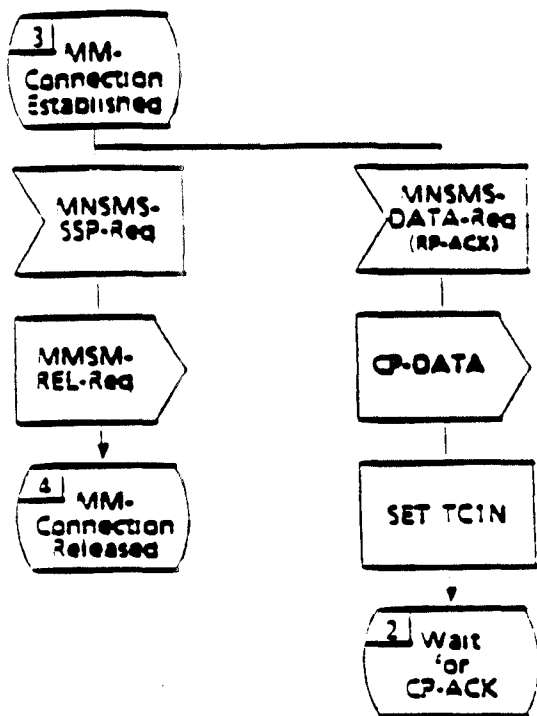 3
MM-
Connection
Established
MNSMS-
SSP-Req
MMSM-
REL-Req
4
MM-
Connection
Released
MNSMS-
DATA-Req
(RP-ACK)
CP-DATA
SET TC1N
2
Wait
for
CP-ACK